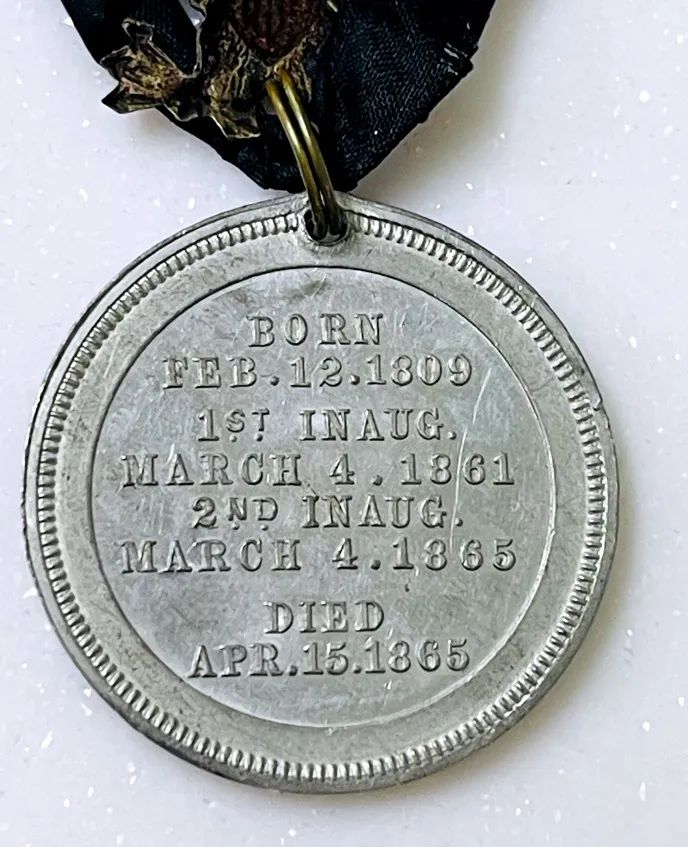 BORN
FEB.12.1809
1ST INAUG.
MARCH 4.1861
2ND INAUG.
MARCH 4.1865
DIED
APR.15.1865